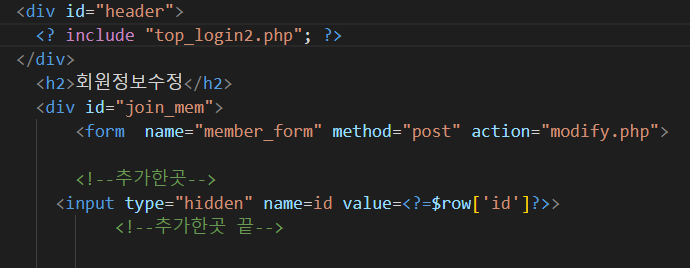 <div id="header">
<? include "top_login2.php"; ?>
</div>
<h2>회원정보수정</h2>
<div id="join_mem">
<form  name="member_form" method="post" action="modify.php">
<!--추가한곳-->
<input type="hidden" name=id value=<?=$row['id']?>>
<!--추가한곳 끝-->